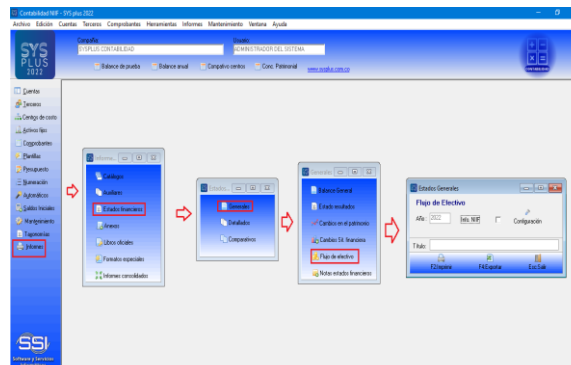 Contabilidad NIIF - SYS plus 2022
Archivo Edición Cuentas Terceros Comprobantes Herramientas Informes Mantenimiento Ventana Ayuda
SYS
PLUS
2022
Compañía
SYSPLUS CONTABILIDAD
Usuario
ADMINISTRADOR DEL SISTEMA
Balance de prueba Balance anual Compativo centros Conc. Patrimonial www.sysplus.com.co
CONTABILIDAD
Cuentas
Terceros
Centros de costo
Activos fijos
Comprobantes
Plantillas
Presupuesto
Numeración
Automáticos
Saldos Iniciales
Mantenimiento
Taxonomías
Informes
SSI
Software y Servicios
Informes...
Catálogos
Auxiliares
Estados financieros
Anexos
Libros oficiales
Formatos especiales
Informes consolidados
Estados...
Generales
Detallados
Comparativos
Generales
Balance General
Estado resultados
Cambios en el patrimonio
Cambios Sit. financiera
Flujo de efectivo
Notas estados financieros
Estados Generales
Flujo de Efectivo
Año: 2022 Info. NIIF Configuración
Título:
F2:Imprimir F4:Exportar Esc:Salir